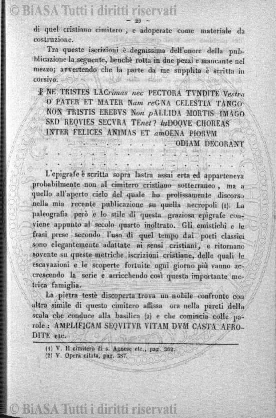 — 20 —
di quel cristiano cimitero, e adoperate come materiale da
costruzione.
Tra queste iscrizioni è degnissima dell'onore della pub-
blicazione la seguente, benchè rotta in due pezzi e mancante nel
mezzo; avvertendo che la parte da me supplita è scritta in
corsivo.
NE TRISTES LACrimas nec PECTORA TVNDITE Vestra
O PATER ET MATER Nam reGNA CELESTIA TANGO
NON TRISTIS EREBVS Non pALLIDA MORTIS IMAGO
SED REQVIES SECVRA Tenet INDOQVE CHOREAS
INTER FELICES ANIMAS ET amOENA PIORVM
ODIAM DECORANT
L'epigrafe è scritta sopra lastra assai erta ed apparteneva
probabilmente non al cimitero cristiano sotterraneo, ma a
quello all'aperto cielo del quale ho professamente discorso
nella mia recente pubblicazione su quella necropoli (1) La
paleografia però e lo stile di questa graziosa epigrafe con-
viene appunto al secolo quarto inoltrato. Gli emistichi e le
frasi prese secondo l'uso di quel tempo dai poeti classici
sono elegantemente adattate ai sensi cristiani, e ritornano
sovente su queste metriche iscrizioni cristiane, delle quali le
escavazioni e le scoperte fortuite ogni giorno più vanno ac-
crescendo la serie e arricchendo così questa importante me-
trica famiglia.
La pietra testè discoperta trova un nobile confronto con
altra simile di questo cimitero affissa ora nella pareti della
scala che conduce alla basilica (2) e che comincia colle pa-
role: AMPLIFICAM SEQVITVR VITAM DVM CASTA AFRO-
DITE etc.
(1) V. Il cimitero di s. Agnese etc., pag. 262.
(2) V. Opera citata, pag. 287.
BIASA Tutti i diritti riservati